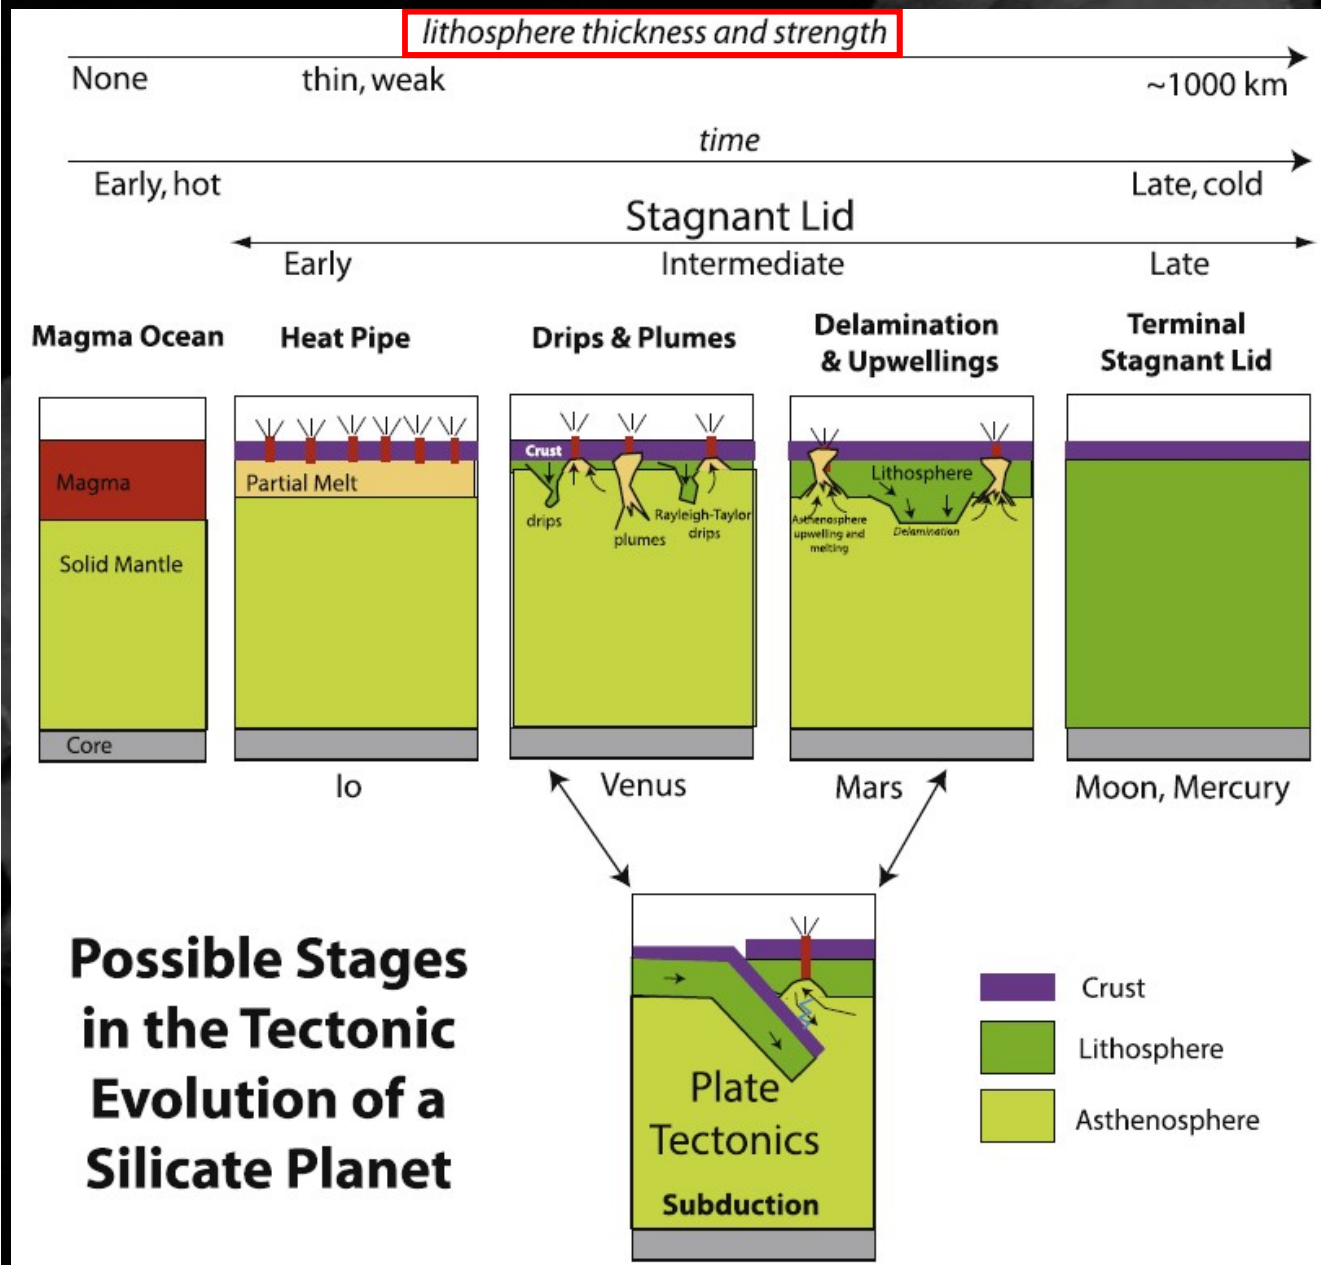 lithosphere thickness and strength
None thin, weak ~1000 km
time
Early, hot Late, cold
Stagnant Lid
Early Intermediate Late
Magma Ocean
Heat Pipe
Drips & Plumes
Delamination
& Upwellings
Terminal
Stagnant Lid
Magma
Solid Mantle
Core
Partial Melt
Crust
drips
plumes
Rayleigh-Taylor
drips
Lithosphere
Asthenosphere
upwelling and
melting
Delamination
Io
Venus
Mars
Moon, Mercury
Possible Stages
in the Tectonic
Evolution of a
Silicate Planet
Plate
Tectonics
Subduction
Crust
Lithosphere
Asthenosphere